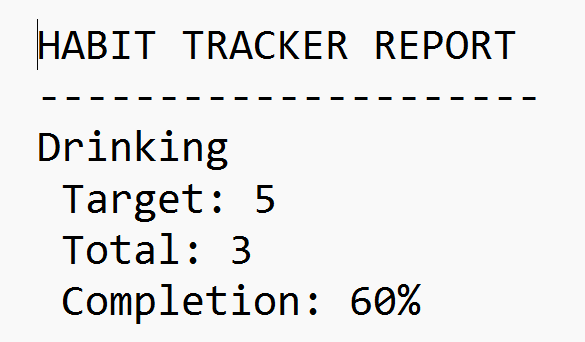 HABIT TRACKER REPORT
---------------------
Drinking
 Target: 5
 Total: 3
 Completion: 60%